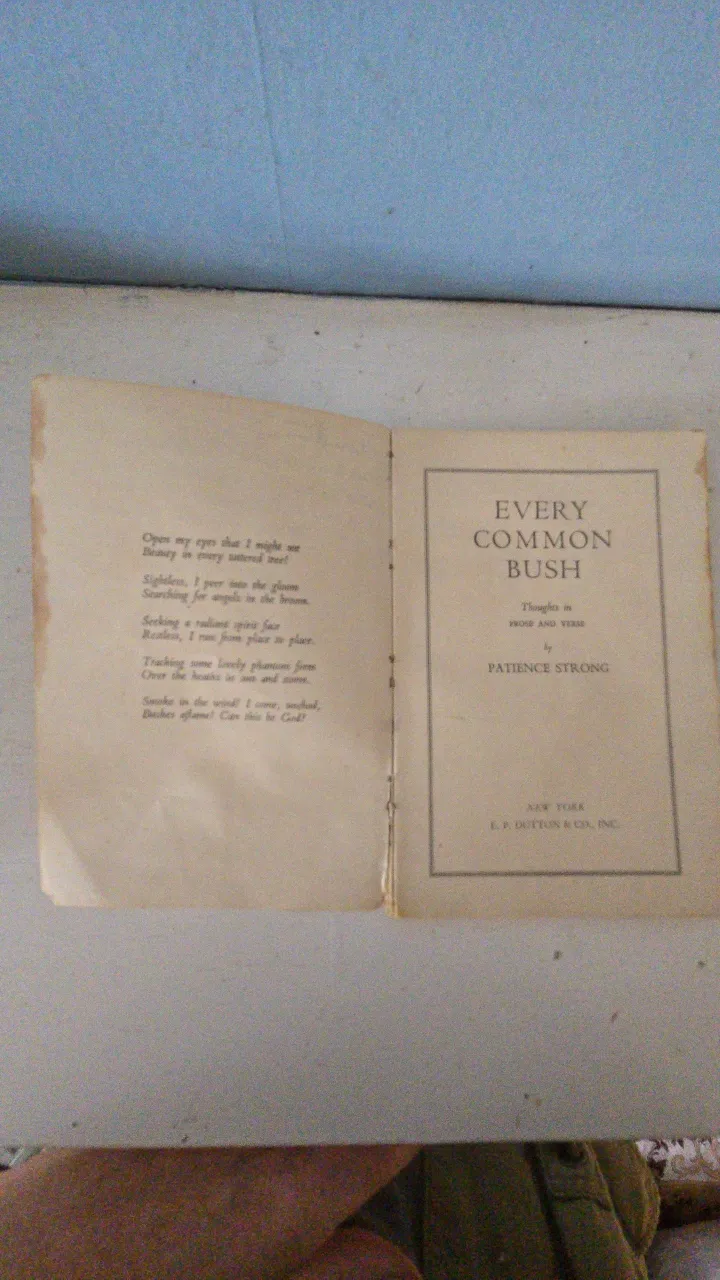 Open my eyes that I might see
Beauty in every tattered tree!
Sightless, I peer into the gloom
Searching for angels in the broom.
Seeking a radiant spirit face
Restless, I run from place to place.
Tracking some lovely phantom form
Over the heaths in sun and storm.
Smoke in the wind? I come, unshod,
Bushes aflame! Can this be God?
EVERY
COMMON
BUSH
Thoughts in
PROSE AND VERSE
by
PATIENCE STRONG
NEW YORK
E. P. DUTTON & CO., INC.